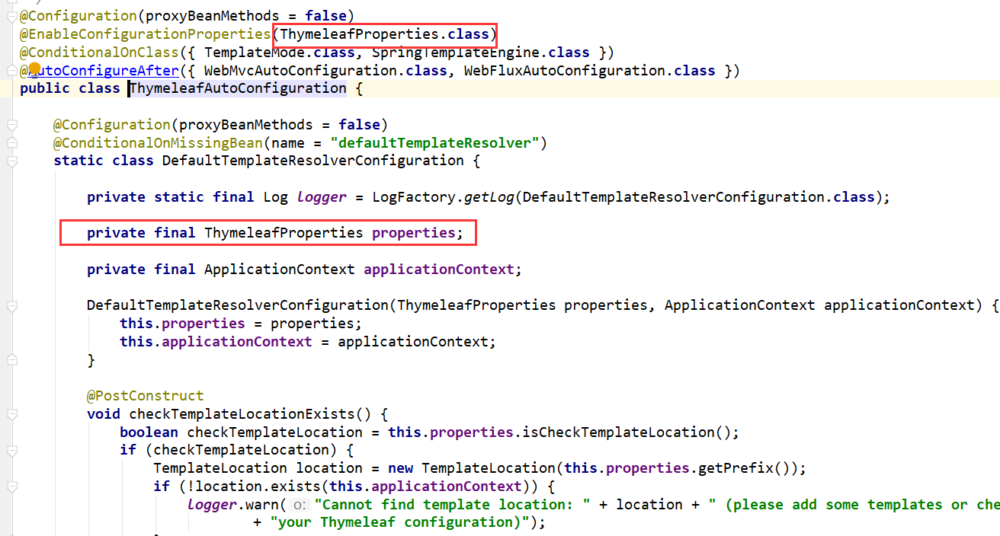 @Configuration(proxyBeanMethods = false)
@EnableConfigurationProperties(ThymeleafProperties.class)
@ConditionalOnClass({ TemplateMode.class, SpringTemplateEngine.class })
@AutoConfigureAfter({ WebMvcAutoConfiguration.class, WebFluxAutoConfiguration.class })
public class ThymeleafAutoConfiguration {
@Configuration(proxyBeanMethods = false)
@ConditionalOnMissingBean(name = "defaultTemplateResolver")
static class DefaultTemplateResolverConfiguration {
private static final Log logger = LogFactory.getLog(DefaultTemplateResolverConfiguration.class);
private final ThymeleafProperties properties;
private final ApplicationContext applicationContext;
DefaultTemplateResolverConfiguration(ThymeleafProperties properties, ApplicationContext applicationContext) {
this.properties = properties;
this.applicationContext = applicationContext;
}
@PostConstruct
void checkTemplateLocationExists() {
boolean checkTemplateLocation = this.properties.isCheckTemplateLocation();
if (checkTemplateLocation) {
TemplateLocation location = new TemplateLocation(this.properties.getPrefix());
if (!location.exists(this.applicationContext)) {
logger.warn( o: "Cannot find template location: " + location + " (please add some templates or che
+ "your Thymeleaf configuration)");